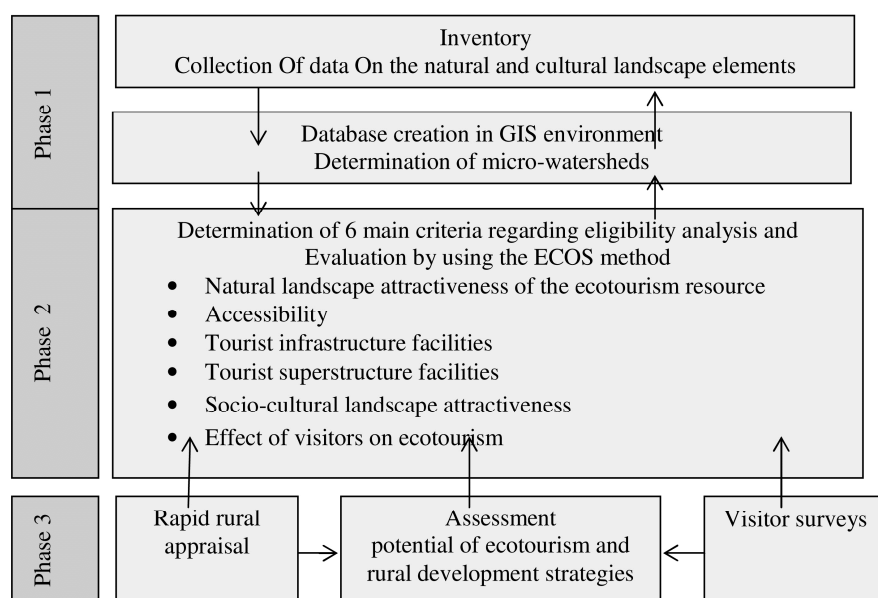 Phase 1
Inventory
Collection Of data On the natural and cultural landscape elements
Database creation in GIS environment
Determination of micro-watersheds
Phase 2
Determination of 6 main criteria regarding eligibility analysis and
Evaluation by using the ECOS method
• Natural landscape attractiveness of the ecotourism resource
• Accessibility
• Tourist infrastructure facilities
• Tourist superstructure facilities
• Socio-cultural landscape attractiveness
• Effect of visitors on ecotourism
Phase 3
Rapid rural
appraisal
Assessment
potential of ecotourism and
rural development strategies
Visitor surveys